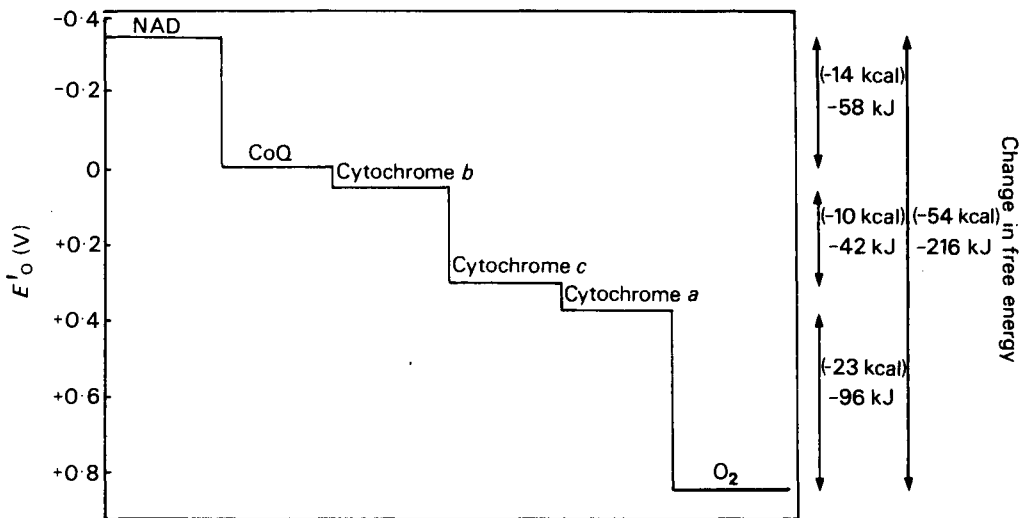 -0·4
NAD
-0·2
0
+0·2
+0·4
+0·6
+0·8
E'o (V)
CoQ
Cytochrome b
Cytochrome c
Cytochrome a
O₂
(-14 kcal)
-58 kJ
(-10 kcal)
-42 kJ
(-54 kcal)
-216 kJ
(-23 kcal)
-96 kJ
Change in free energy